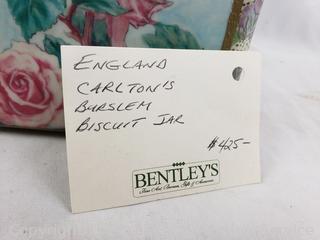 ENGLAND
CARLTON'S
BURSLEM
BISCUIT JAR
$425-
BENTLEY'S